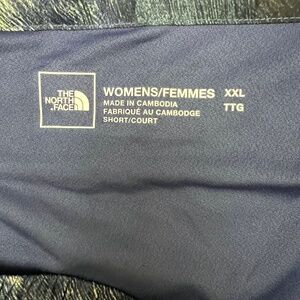 THE
NORTH
FACE
WOMENS/FEMMES XXL
MADE IN CAMBODIA TTG
FABRIQUÉ AU CAMBODGE
SHORT/COURT